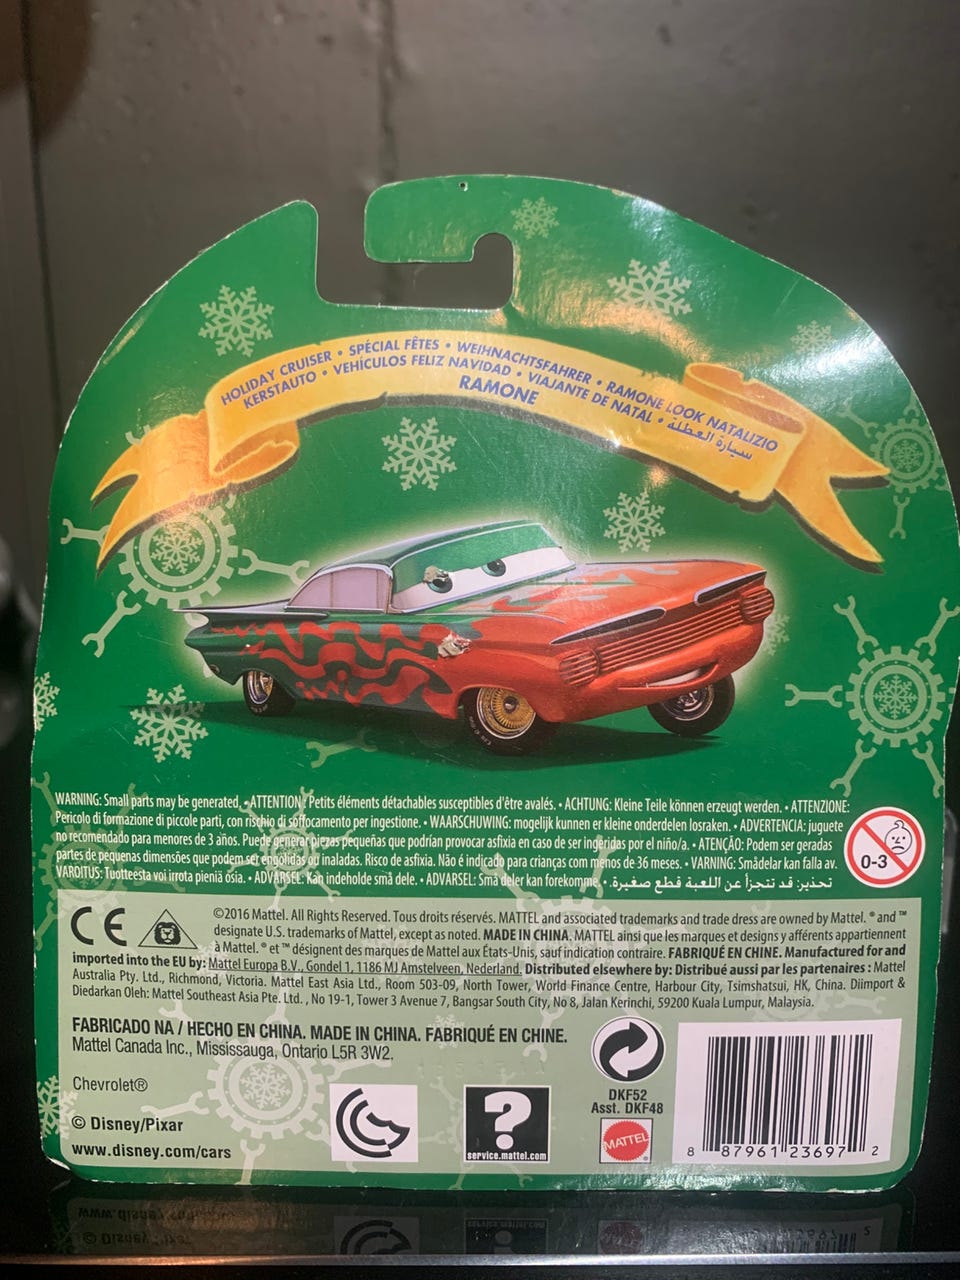 HOLIDAY CRUISER • SPÉCIAL FÊTES • WEIHNACHTSFAHRER • RAMONE LOOK NATALIZIO
KERSTAUTO • VEHÍCULOS FELIZ NAVIDAD • VIAJANTE DE NATAL • سيارة العطلة
RAMONE
WARNING: Small parts may be generated. • ATTENTION: Petits éléments détachables susceptibles d'être avalés. • ACHTUNG: Kleine Teile können erzeugt werden. • ATTENZIONE:
Pericolo di formazione di piccole parti, con rischio di soffocamento per ingestione. • WAARSCHUWING: mogelijk kunnen er kleine onderdelen losraken. • ADVERTENCIA: juguete
no recomendado para menores de 3 años. Puede generar piezas pequeñas que podrían provocar asfixia en caso de ser ingeridas por el niño/a. • ATENÇÃO: Podem ser geradas
partes de pequenas dimensões que podem ser engolidas ou inaladas. Risco de asfixia. Não é indicado para crianças com menos de 36 meses. • VARNING: Smådelar kan falla av.
VAROITUS: Tuotteesta voi irrota pieniä osia. • ADVARSEL: Kan indeholde små dele. • ADVARSEL: Små deler kan forekomme. • تحذير: قد تتجزأ عن اللعبة قطع صغيرة.
0-3
CE
©2016 Mattel. All Rights Reserved. Tous droits réservés. MATTEL and associated trademarks and trade dress are owned by Mattel. ® and ™
designate U.S. trademarks of Mattel, except as noted. MADE IN CHINA. MATTEL ainsi que les marques et designs y afférents appartiennent
à Mattel. ® et ™ désignent des marques de Mattel aux États-Unis, sauf indication contraire. FABRIQUÉ EN CHINE. Manufactured for and
imported into the EU by: Mattel Europa B.V., Gondel 1, 1186 MJ Amstelveen, Nederland. Distributed elsewhere by: Distribué aussi par les partenaires : Mattel
Australia Pty. Ltd., Richmond, Victoria. Mattel East Asia Ltd., Room 503-09, North Tower, World Finance Centre, Harbour City, Tsimshatsui, HK, China. Diimport &
Diedarkan Oleh: Mattel Southeast Asia Pte. Ltd. , No 19-1, Tower 3 Avenue 7, Bangsar South City, No 8, Jalan Kerinchi, 59200 Kuala Lumpur, Malaysia.
FABRICADO NA / HECHO EN CHINA. MADE IN CHINA. FABRIQUÉ EN CHINE.
Mattel Canada Inc., Mississauga, Ontario L5R 3W2.
Chevrolet®
© Disney/Pixar
www.disney.com/cars
?
service.mattel.com
DKF52
Asst. DKF48
MATTEL
8 87961 23697 2